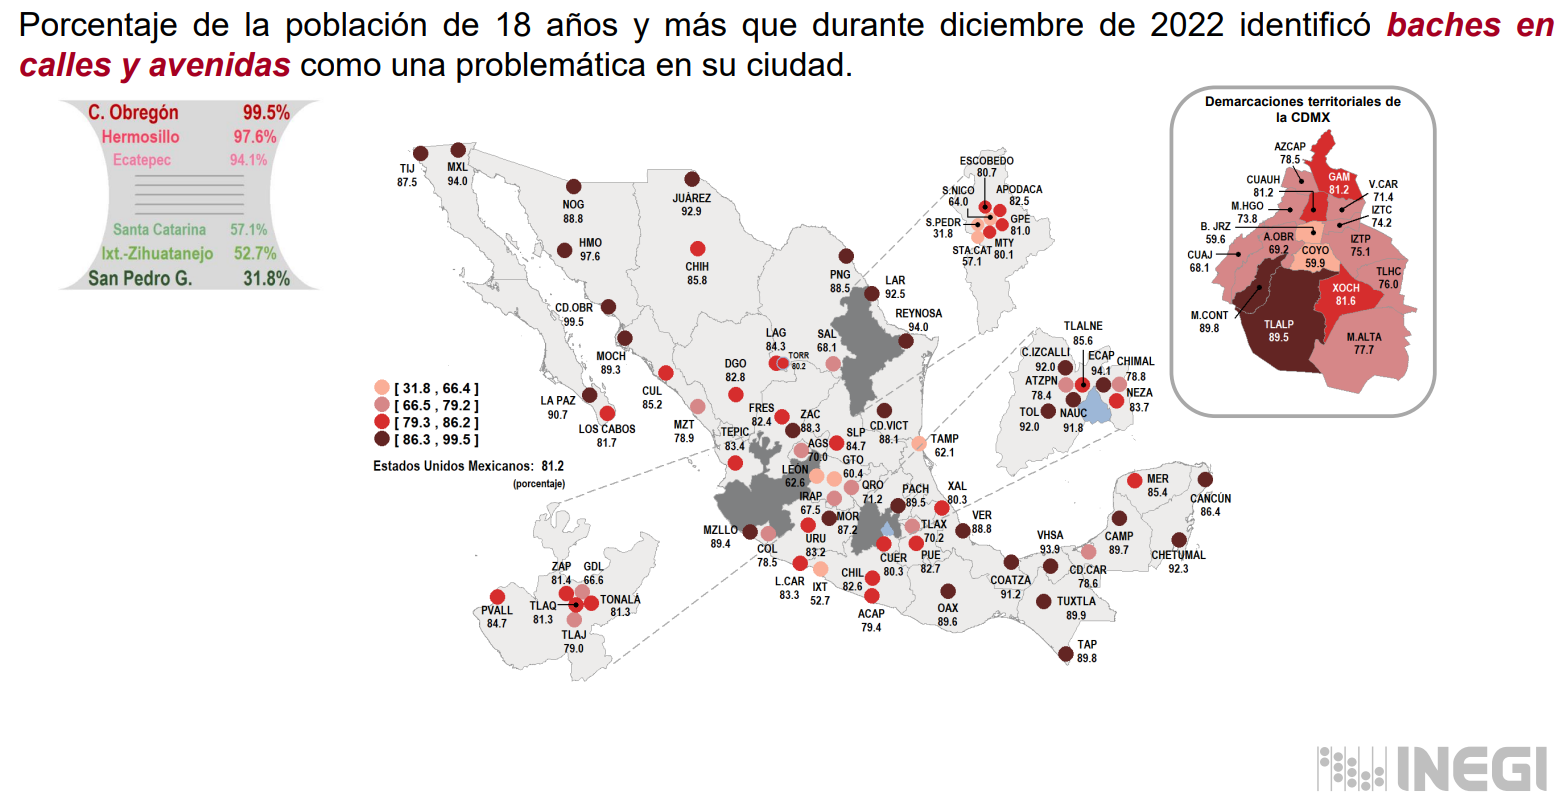 Porcentaje de la población de 18 años y más que durante diciembre de 2022 identificó baches en
calles y avenidas como una problemática en su ciudad.
C. Obregón 99.5%
Hermosillo 97.6%
Ecatepec 94.1%
Santa Catarina 57.1%
Ixt.-Zihuatanejo 52.7%
San Pedro G. 31.8%
TIJ
87.5
MXL
94.0
NOG
88.8
HMO
97.6
JUÁREZ
92.9
CHIH
85.8
CD.OBR
99.5
MOCH
89.3
CUL
85.2
LA PAZ
90.7
LOS CABOS
81.7
MZT
78.9
DGO
82.8
LAG
84.3
TORR
80.2
SAL
68.1
PNG
88.5
LAR
92.5
REYNOSA
94.0
FRES
82.4
ZAC
88.3
TEPIC
83.4
AGS
70.0
SLP
84.7
CD.VICT
88.1
TAMP
62.1
LEÓN
62.6
GTO
60.4
IRAP
67.5
QRO
71.2
PACH
89.5
XAL
80.3
MOR
87.2
MZLLO
89.4
COL
78.5
URU
83.2
TLAX
70.2
VER
88.8
CUER
80.3
PUE
82.7
L.CAR
83.3
IXT
52.7
CHIL
82.6
ACAP
79.4
OAX
89.6
COATZA
91.2
VHSA
93.9
CD.CAR
78.6
TUXTLA
89.9
TAP
89.8
CAMP
89.7
MER
85.4
CANCÚN
86.4
CHETUMAL
92.3
[ 31.8 , 66.4 ]
[ 66.5 , 79.2 ]
[ 79.3 , 86.2 ]
[ 86.3 , 99.5 ]
Estados Unidos Mexicanos: 81.2
(porcentaje)
ZAP
81.4
GDL
66.6
PVALL
84.7
TLAQ
81.3
TONALÁ
81.3
TLAJ
79.0
ESCOBEDO
80.7
S.NICO
64.0
APODACA
82.5
S.PEDR
31.8
GPE
81.0
STA.CAT
57.1
MTY
80.1
TLALNE
85.6
C.IZCALLI
92.0
ECAP
94.1
CHIMAL
78.8
ATZPN
78.4
NEZA
83.7
TOL
92.0
NAUC
91.8
Demarcaciones territoriales de
la CDMX
AZCAP
78.5
GAM
81.2
CUAUH
81.2
V.CAR
71.4
M.HGO
73.8
IZTC
74.2
B. JRZ
59.6
A.OBR
69.2
IZTP
75.1
CUAJ
68.1
COYO
59.9
TLHC
76.0
XOCH
81.6
M.CONT
89.8
TLALP
89.5
M.ALTA
77.7
INEGI